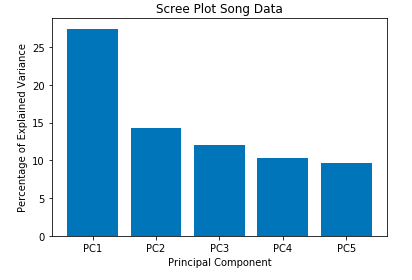 Scree Plot Song Data
Percentage of Explained Variance
25
20
15
10
5
0
PC1 PC2 PC3 PC4 PC5
Principal Component